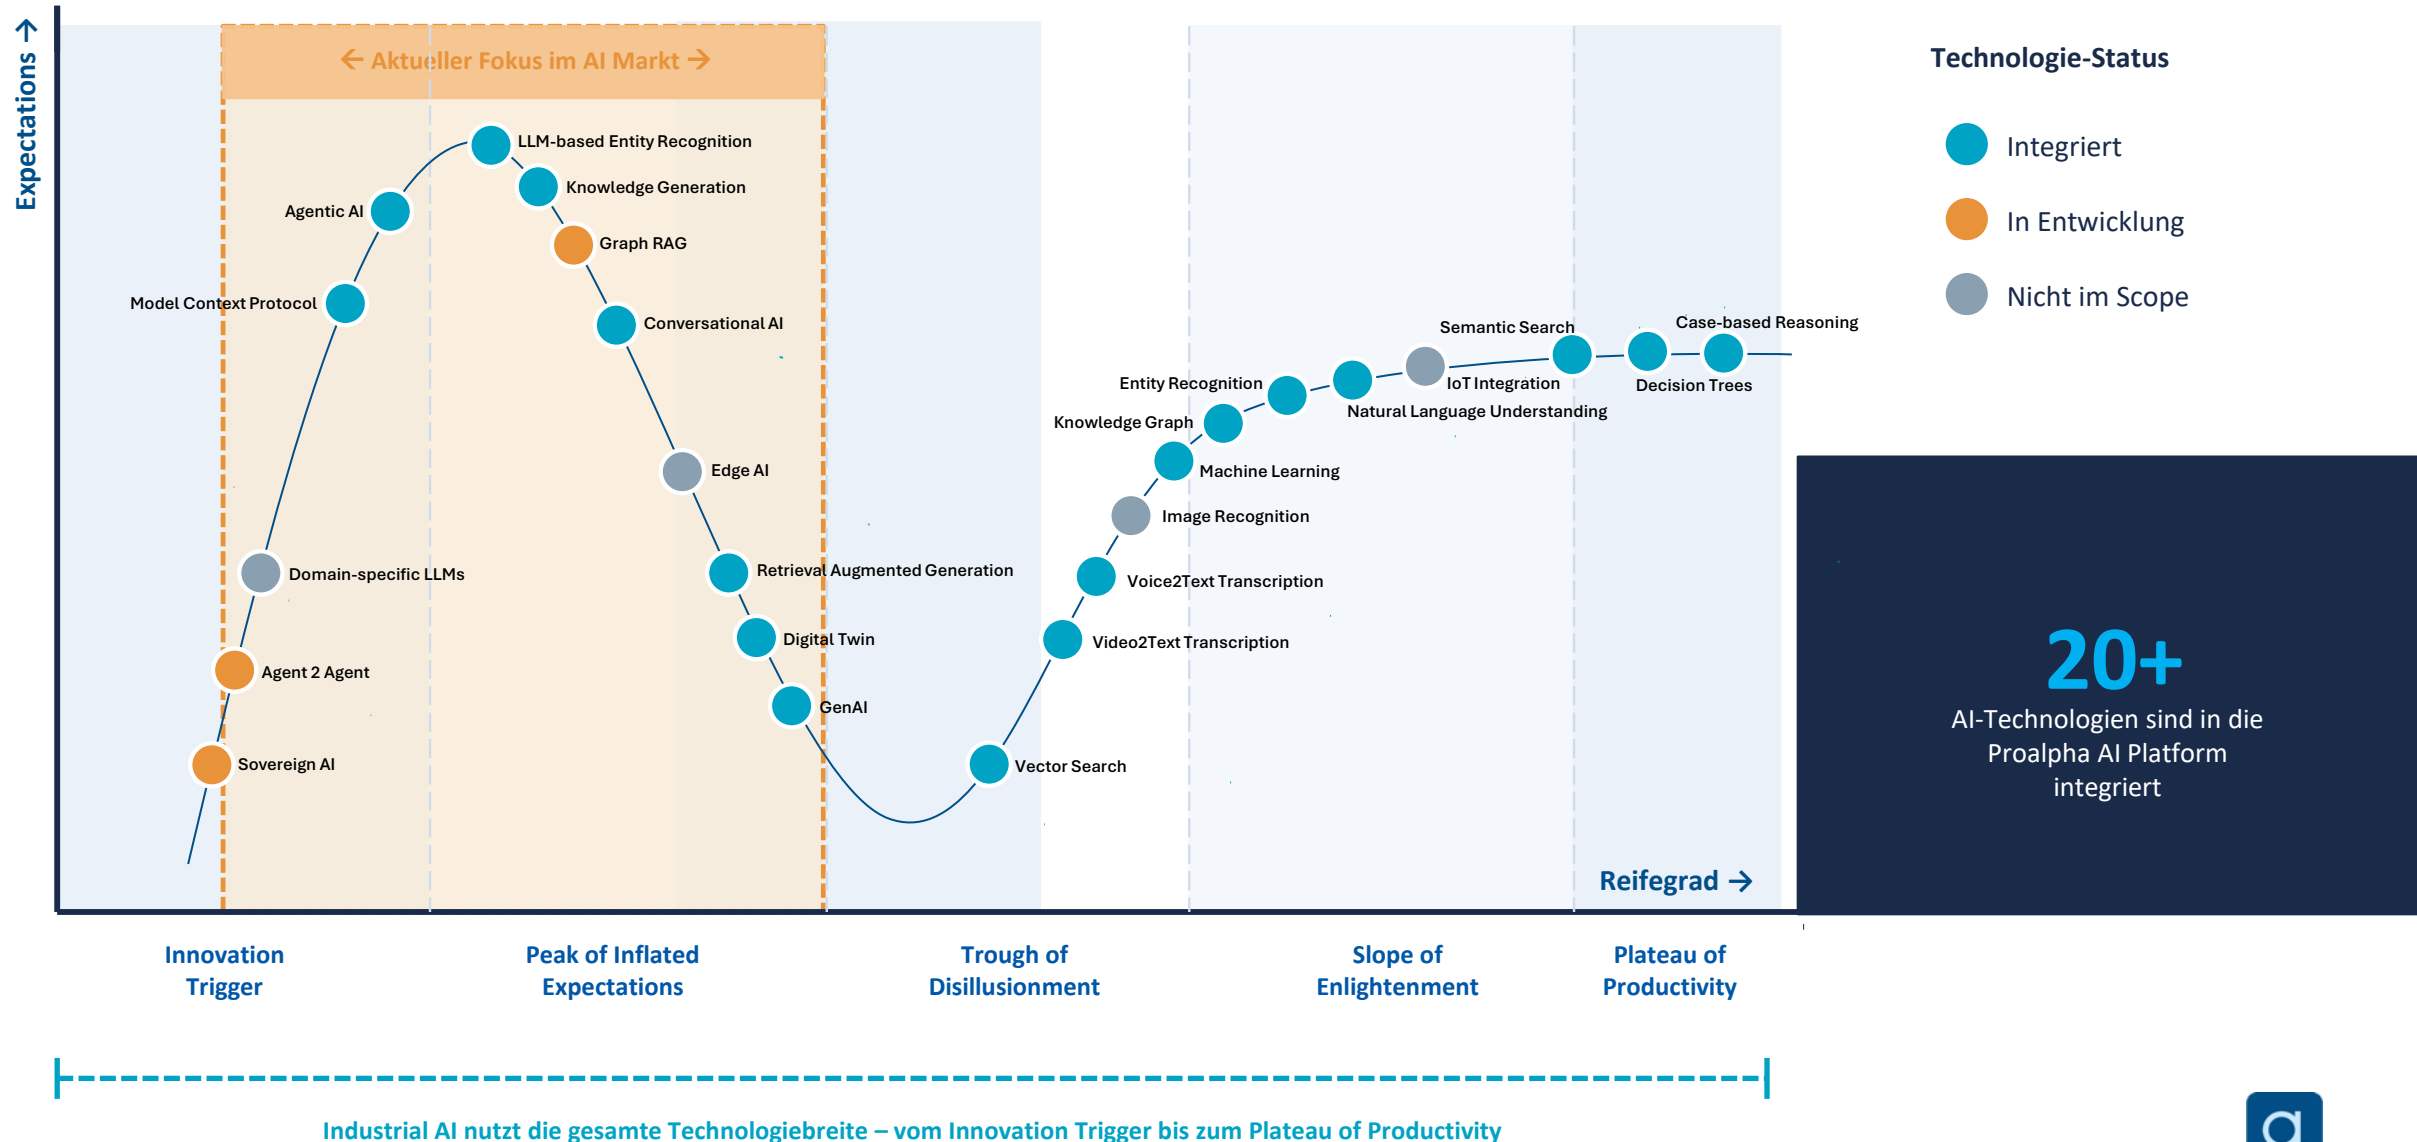 Expectations →
← Aktueller Fokus im AI Markt →
LLM-based Entity Recognition
Knowledge Generation
Agentic AI
Graph RAG
Model Context Protocol
Conversational AI
Edge AI
Domain-specific LLMs
Retrieval Augmented Generation
Digital Twin
Agent 2 Agent
GenAI
Sovereign AI
Vector Search
Video2Text Transcription
Voice2Text Transcription
Image Recognition
Machine Learning
Knowledge Graph
Entity Recognition
Natural Language Understanding
IoT Integration
Semantic Search
Decision Trees
Case-based Reasoning
Reifegrad →
Technologie-Status
Integriert
In Entwicklung
Nicht im Scope
20+
AI-Technologien sind in die
Proalpha AI Platform
integriert
Innovation
Trigger
Peak of Inflated
Expectations
Trough of
Disillusionment
Slope of
Enlightenment
Plateau of
Productivity
Industrial AI nutzt die gesamte Technologiebreite – vom Innovation Trigger bis zum Plateau of Productivity